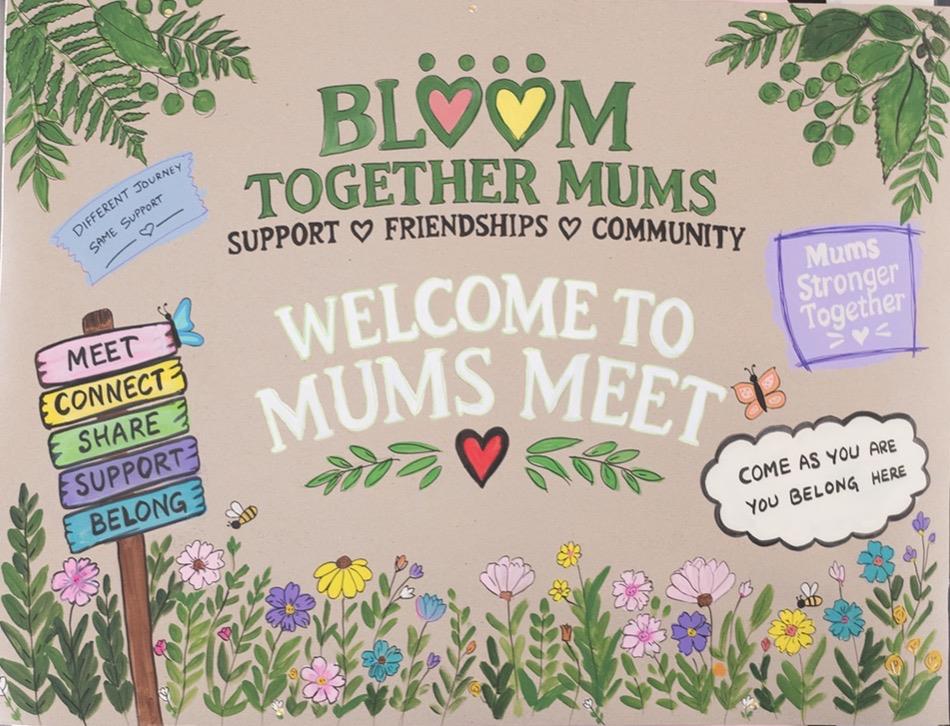 BLOOM
TOGETHER MUMS
SUPPORT ♡ FRIENDSHIPS ♡ COMMUNITY
DIFFERENT JOURNEY
SAME SUPPORT
Mums
Stronger
Together
WELCOME TO
MUMS MEET
MEET
CONNECT
SHARE
SUPPORT
BELONG
COME AS YOU ARE
YOU BELONG HERE